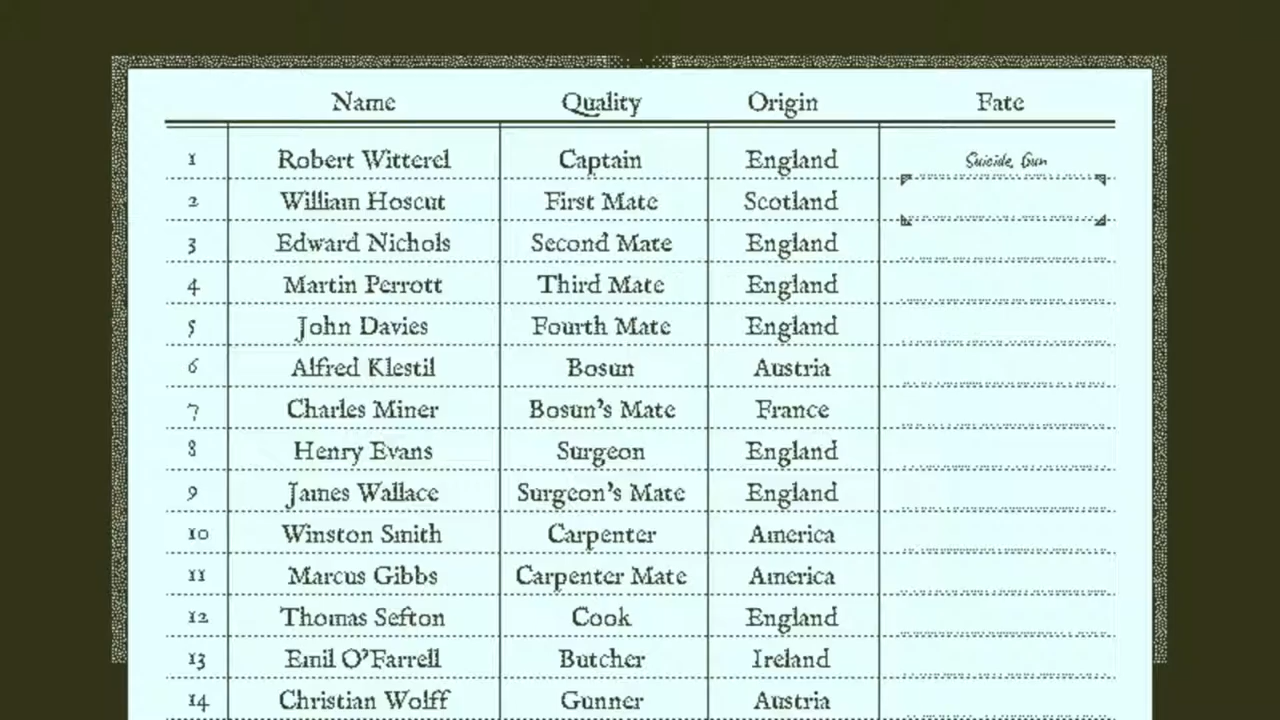 Name Quality Origin Fate
1 Robert Witterel Captain England Suicide, Gun
2 William Hoscut First Mate Scotland
3 Edward Nichols Second Mate England
4 Martin Perrott Third Mate England
5 John Davies Fourth Mate England
6 Alfred Klestil Bosun Austria
7 Charles Miner Bosun's Mate France
8 Henry Evans Surgeon England
9 James Wallace Surgeon's Mate England
10 Winston Smith Carpenter America
11 Marcus Gibbs Carpenter Mate America
12 Thomas Sefton Cook England
13 Emil O'Farrell Butcher Ireland
14 Christian Wolff Gunner Austria